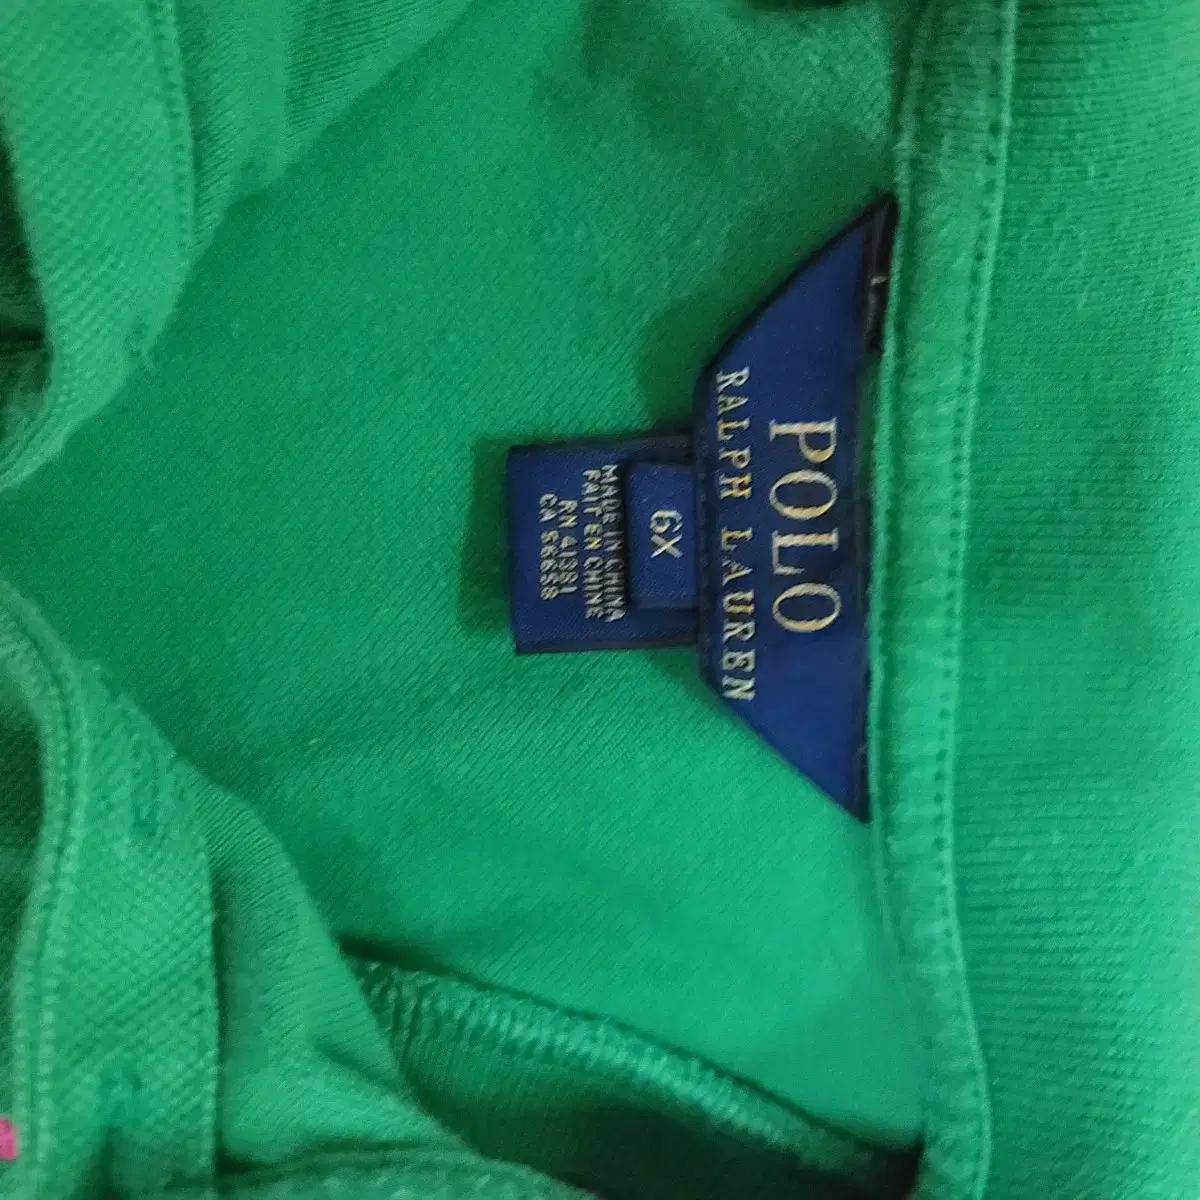 POLO
RALPH LAUREN
6X
MADE IN CHINA
FAIT EN CHINE
RN 41381
CA 56658